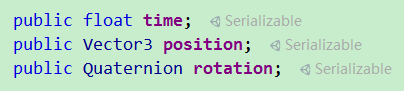 public float time; Serializable
public Vector3 position; Serializable
public Quaternion rotation; Serializable